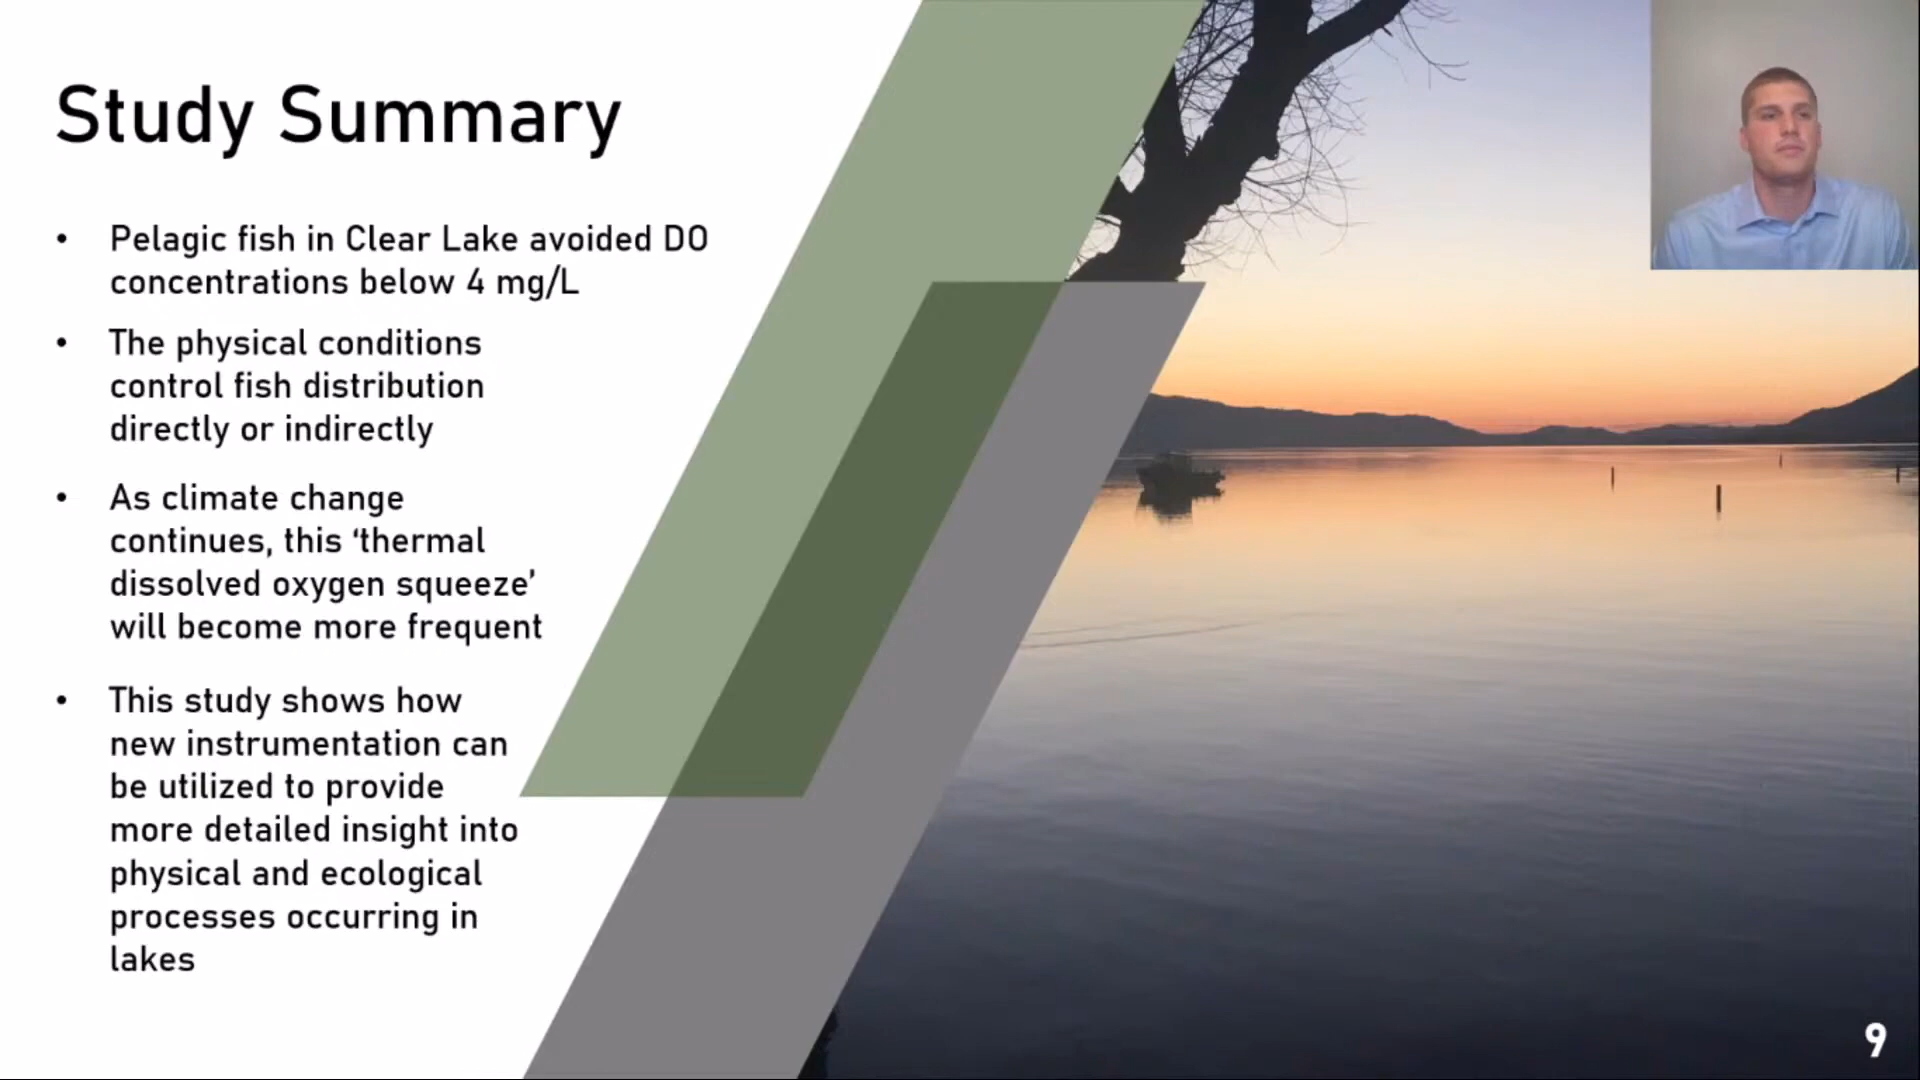 Study Summary
• Pelagic fish in Clear Lake avoided DO
concentrations below 4 mg/L
• The physical conditions
control fish distribution
directly or indirectly
• As climate change
continues, this ‘thermal
dissolved oxygen squeeze’
will become more frequent
• This study shows how
new instrumentation can
be utilized to provide
more detailed insight into
physical and ecological
processes occurring in
lakes
9